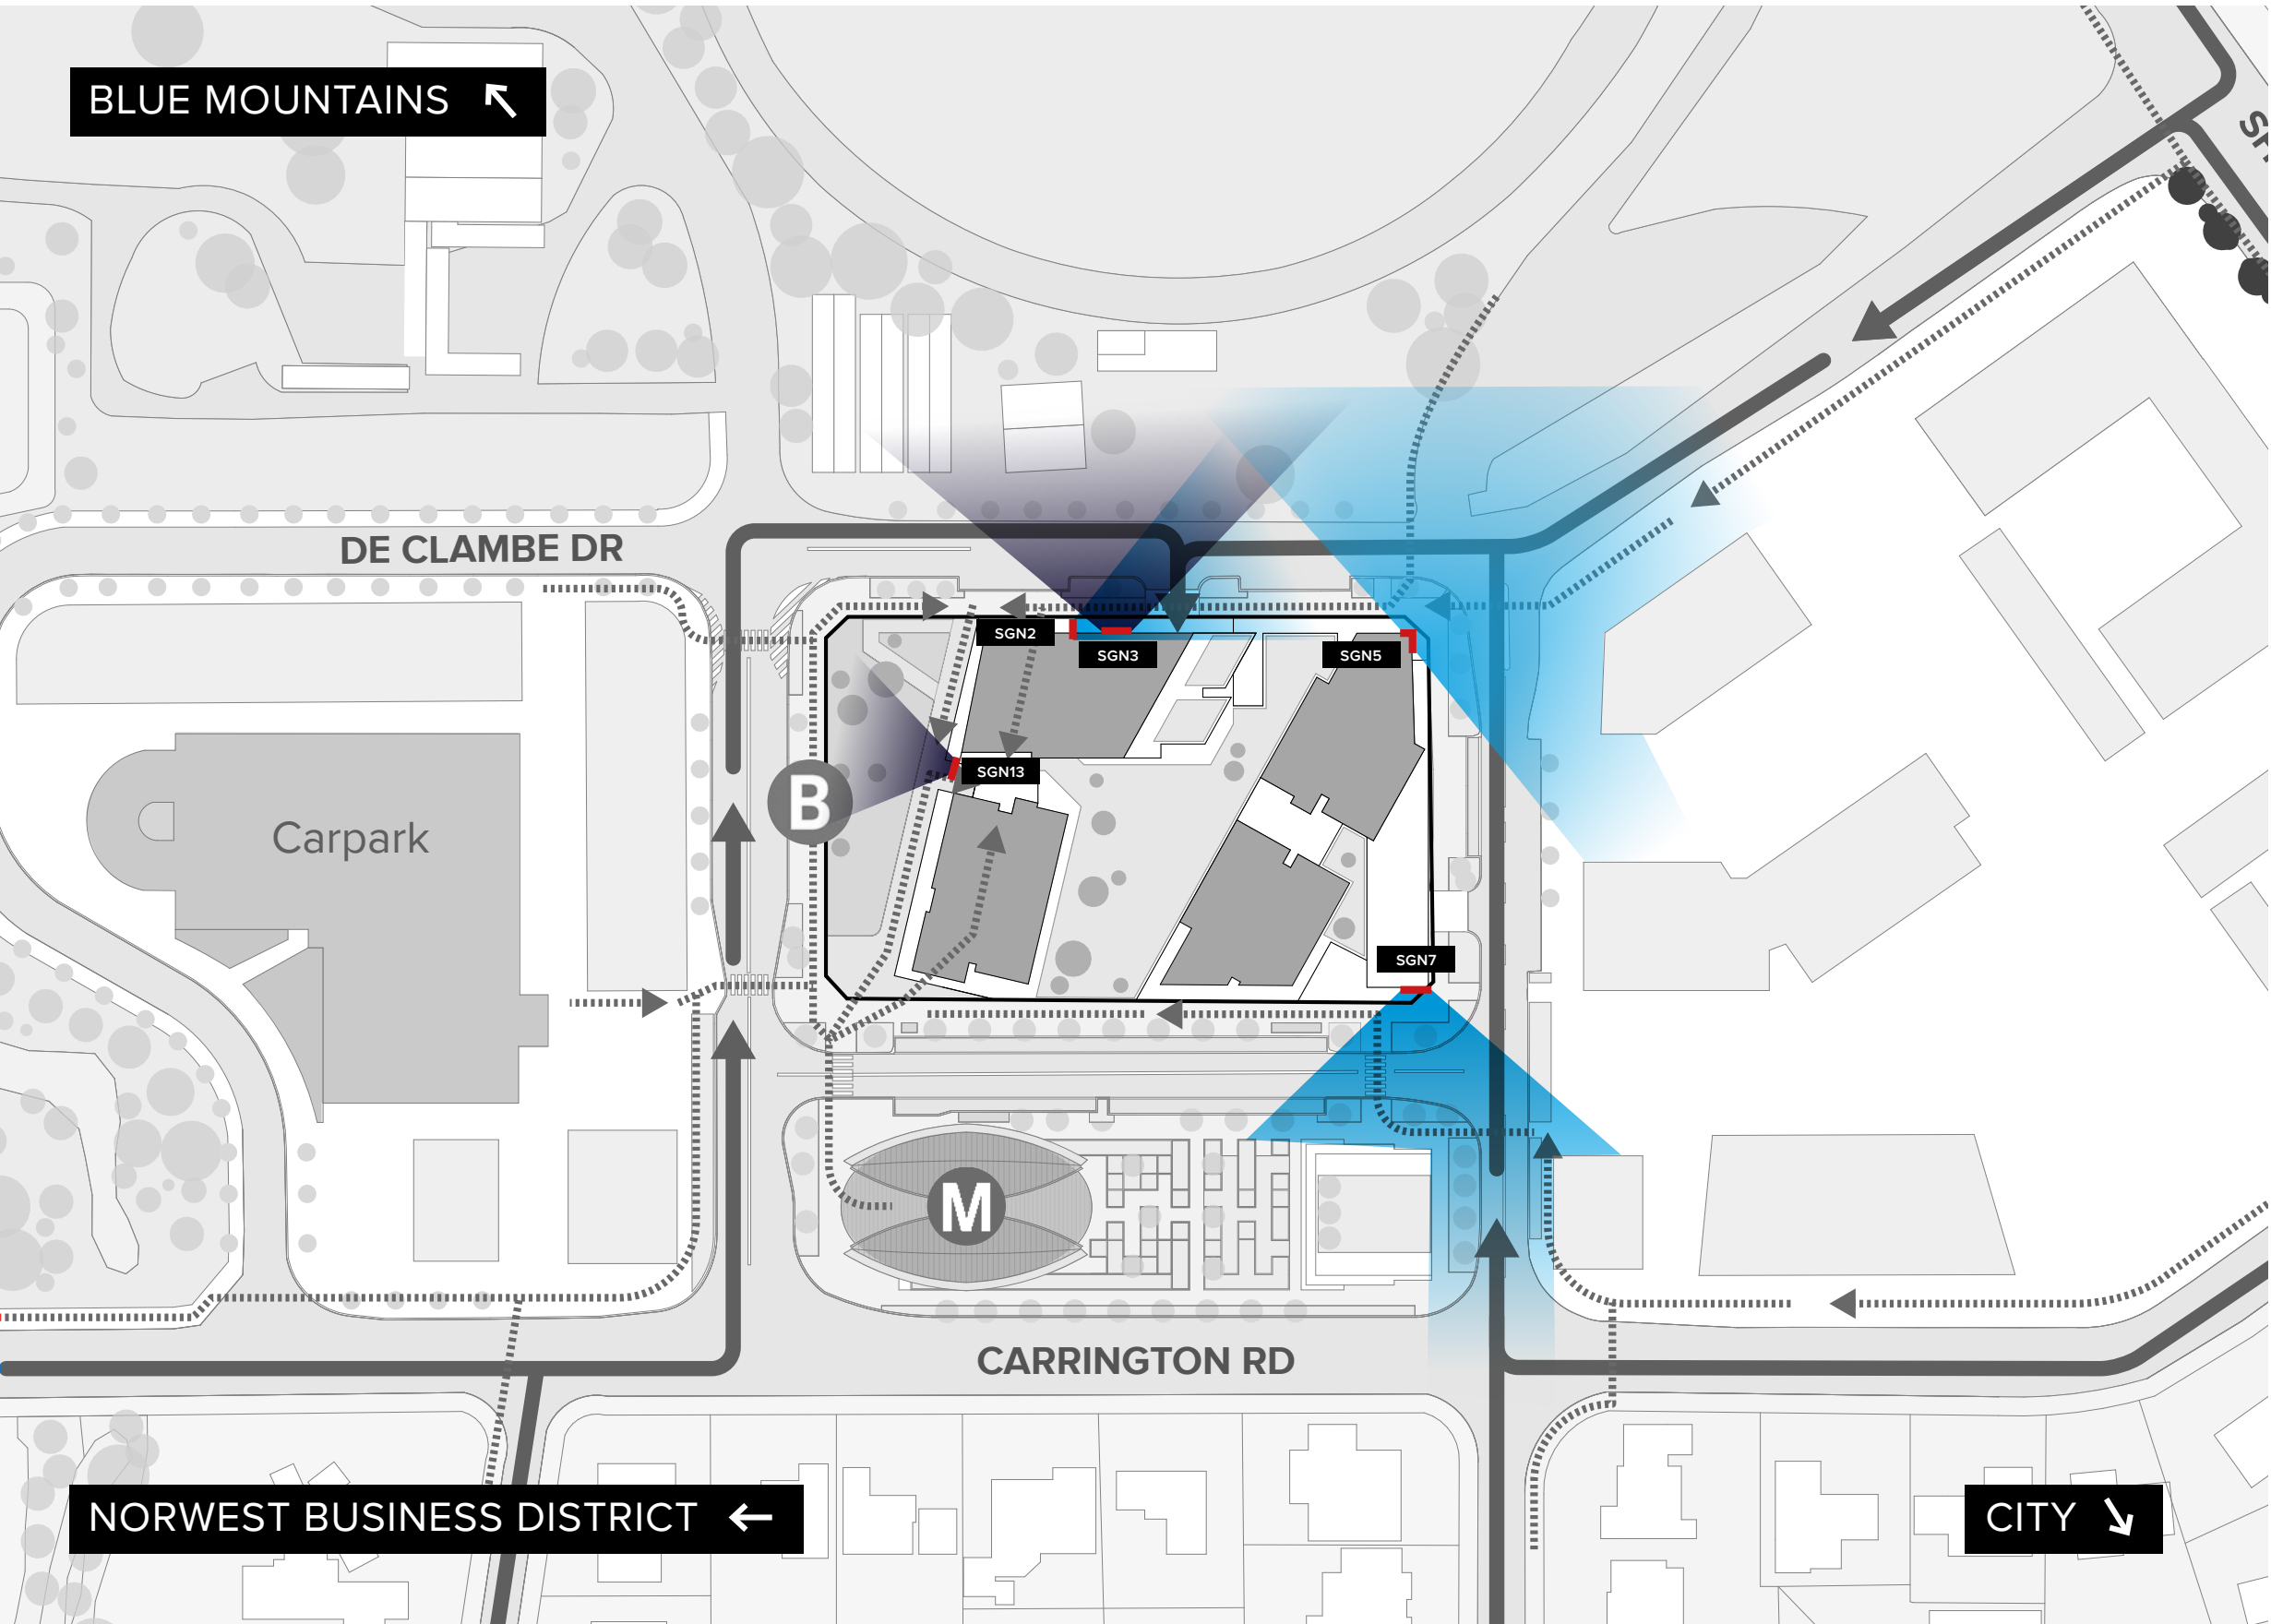 BLUE MOUNTAINS
DE CLAMBE DR
SGN2
SGN3
SGN5
SGN13
B
Carpark
SGN7
M
CARRINGTON RD
NORWEST BUSINESS DISTRICT
CITY